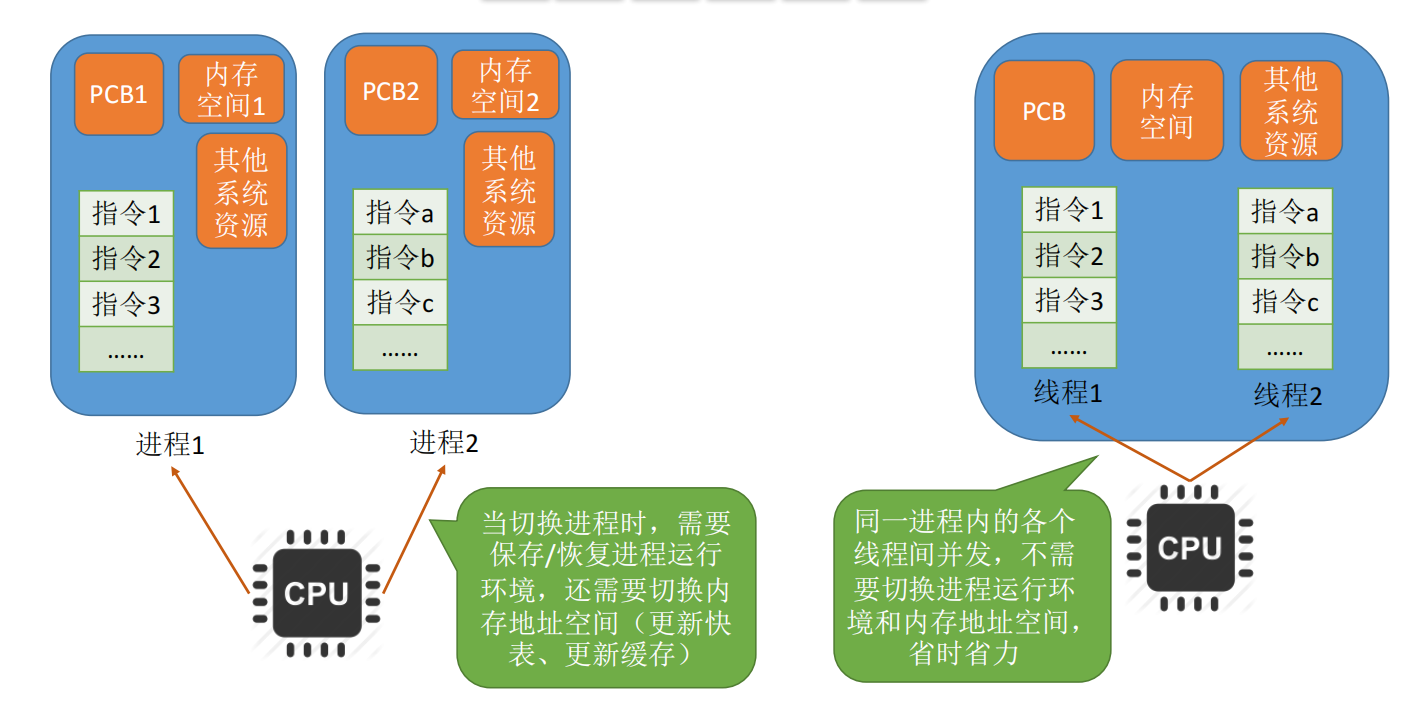 PCB1
内存
空间1
其他
系统
资源
指令1
指令2
指令3
......
进程1
PCB2
内存
空间2
其他
系统
资源
指令a
指令b
指令c
......
进程2
CPU
当切换进程时，需要
保存/恢复进程运行
环境，还需要切换内
存地址空间（更新快
表、更新缓存）
PCB
内存
空间
其他
系统
资源
指令1
指令2
指令3
......
线程1
指令a
指令b
指令c
......
线程2
同一进程内的各个
线程间并发，不需
要切换进程运行环
境和内存地址空间，
省时省力
CPU